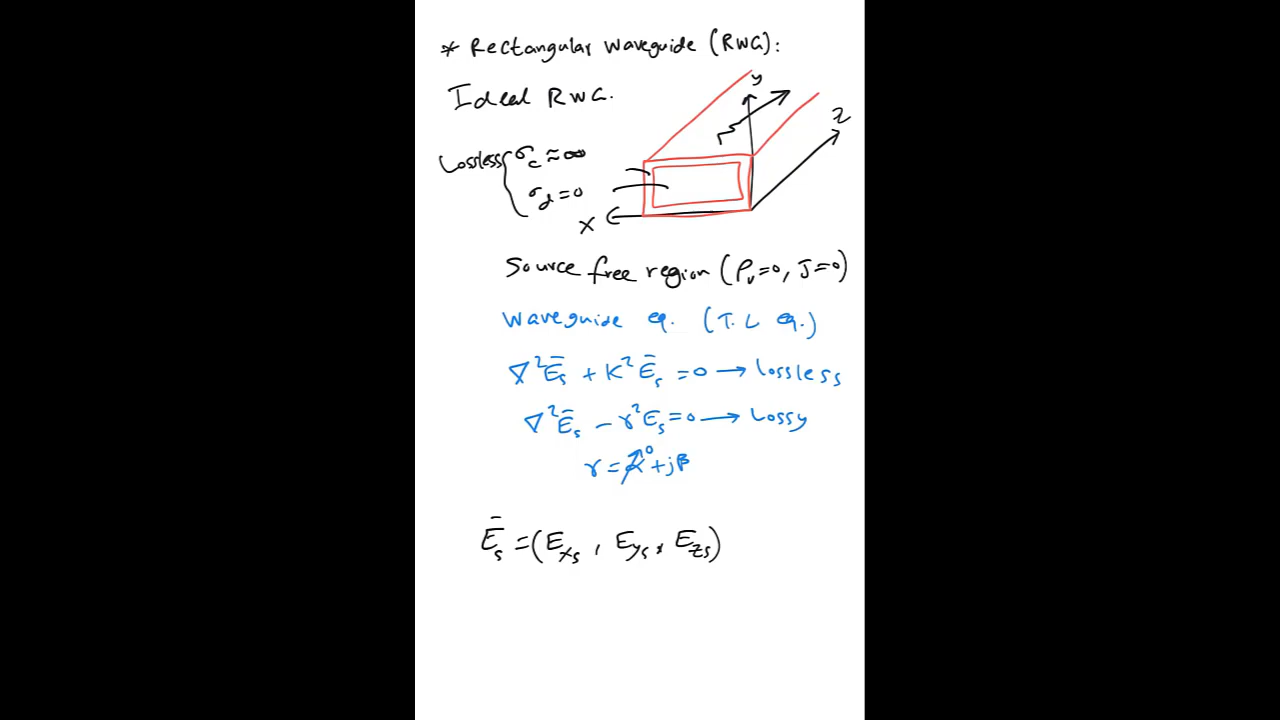 * Rectangular Waveguide (RWG):
Ideal RWG.
y
z
Lossless { σc ≈ ∞
σd = 0
x
Source free region (ρv=0, J=0)
Waveguide eq. (T.L eq.)
∇²Ēs + K²Ēs = 0 → lossless
∇²Ēs − γ²Es = 0 → Lossy
γ = α⁰ + jβ
Ēs = (Exs, Eys, Ezs)